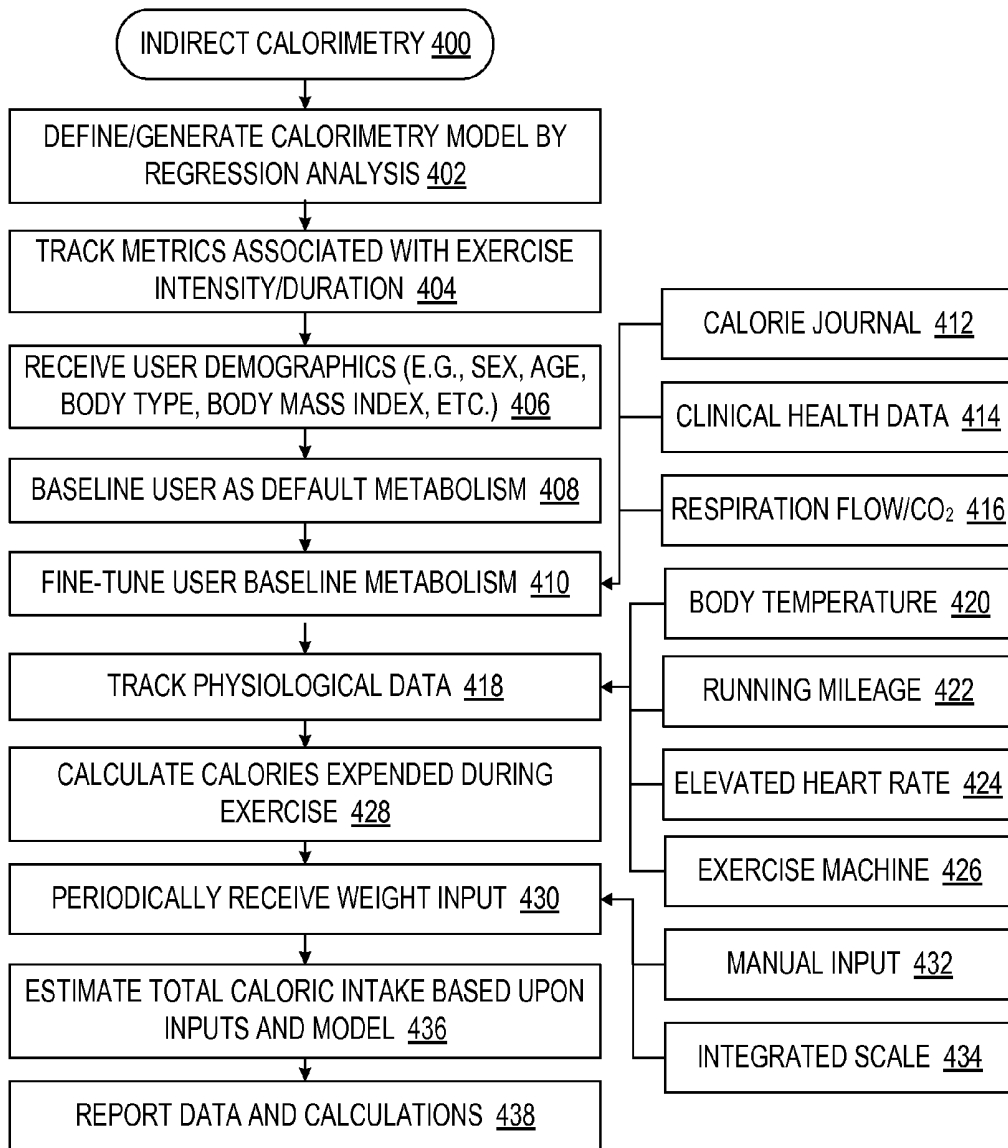 INDIRECT CALORIMETRY 400
DEFINE/GENERATE CALORIMETRY MODEL BY
REGRESSION ANALYSIS 402
TRACK METRICS ASSOCIATED WITH EXERCISE
INTENSITY/DURATION 404
RECEIVE USER DEMOGRAPHICS (E.G., SEX, AGE,
BODY TYPE, BODY MASS INDEX, ETC.) 406
BASELINE USER AS DEFAULT METABOLISM 408
FINE-TUNE USER BASELINE METABOLISM 410
TRACK PHYSIOLOGICAL DATA 418
CALCULATE CALORIES EXPENDED DURING
EXERCISE 428
PERIODICALLY RECEIVE WEIGHT INPUT 430
ESTIMATE TOTAL CALORIC INTAKE BASED UPON
INPUTS AND MODEL 436
REPORT DATA AND CALCULATIONS 438
CALORIE JOURNAL 412
CLINICAL HEALTH DATA 414
RESPIRATION FLOW/CO₂ 416
BODY TEMPERATURE 420
RUNNING MILEAGE 422
ELEVATED HEART RATE 424
EXERCISE MACHINE 426
MANUAL INPUT 432
INTEGRATED SCALE 434